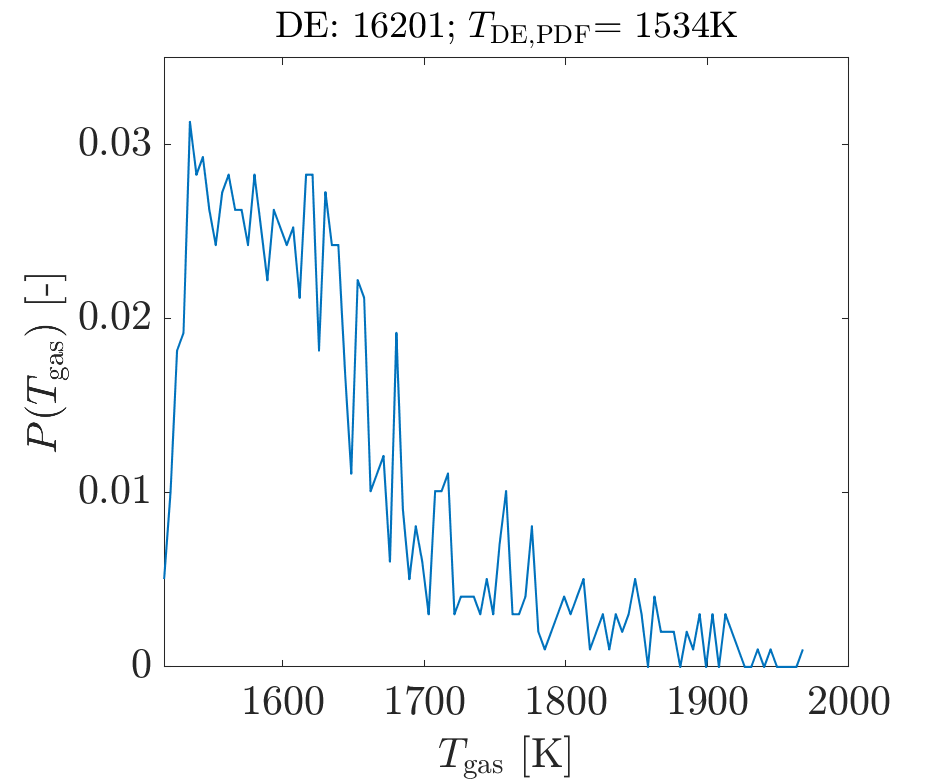 DE: 16201; T_DE,PDF= 1534K
0.03
0.02
0.01
0
P(T_gas) [-]
1600 1700 1800 1900 2000
T_gas [K]